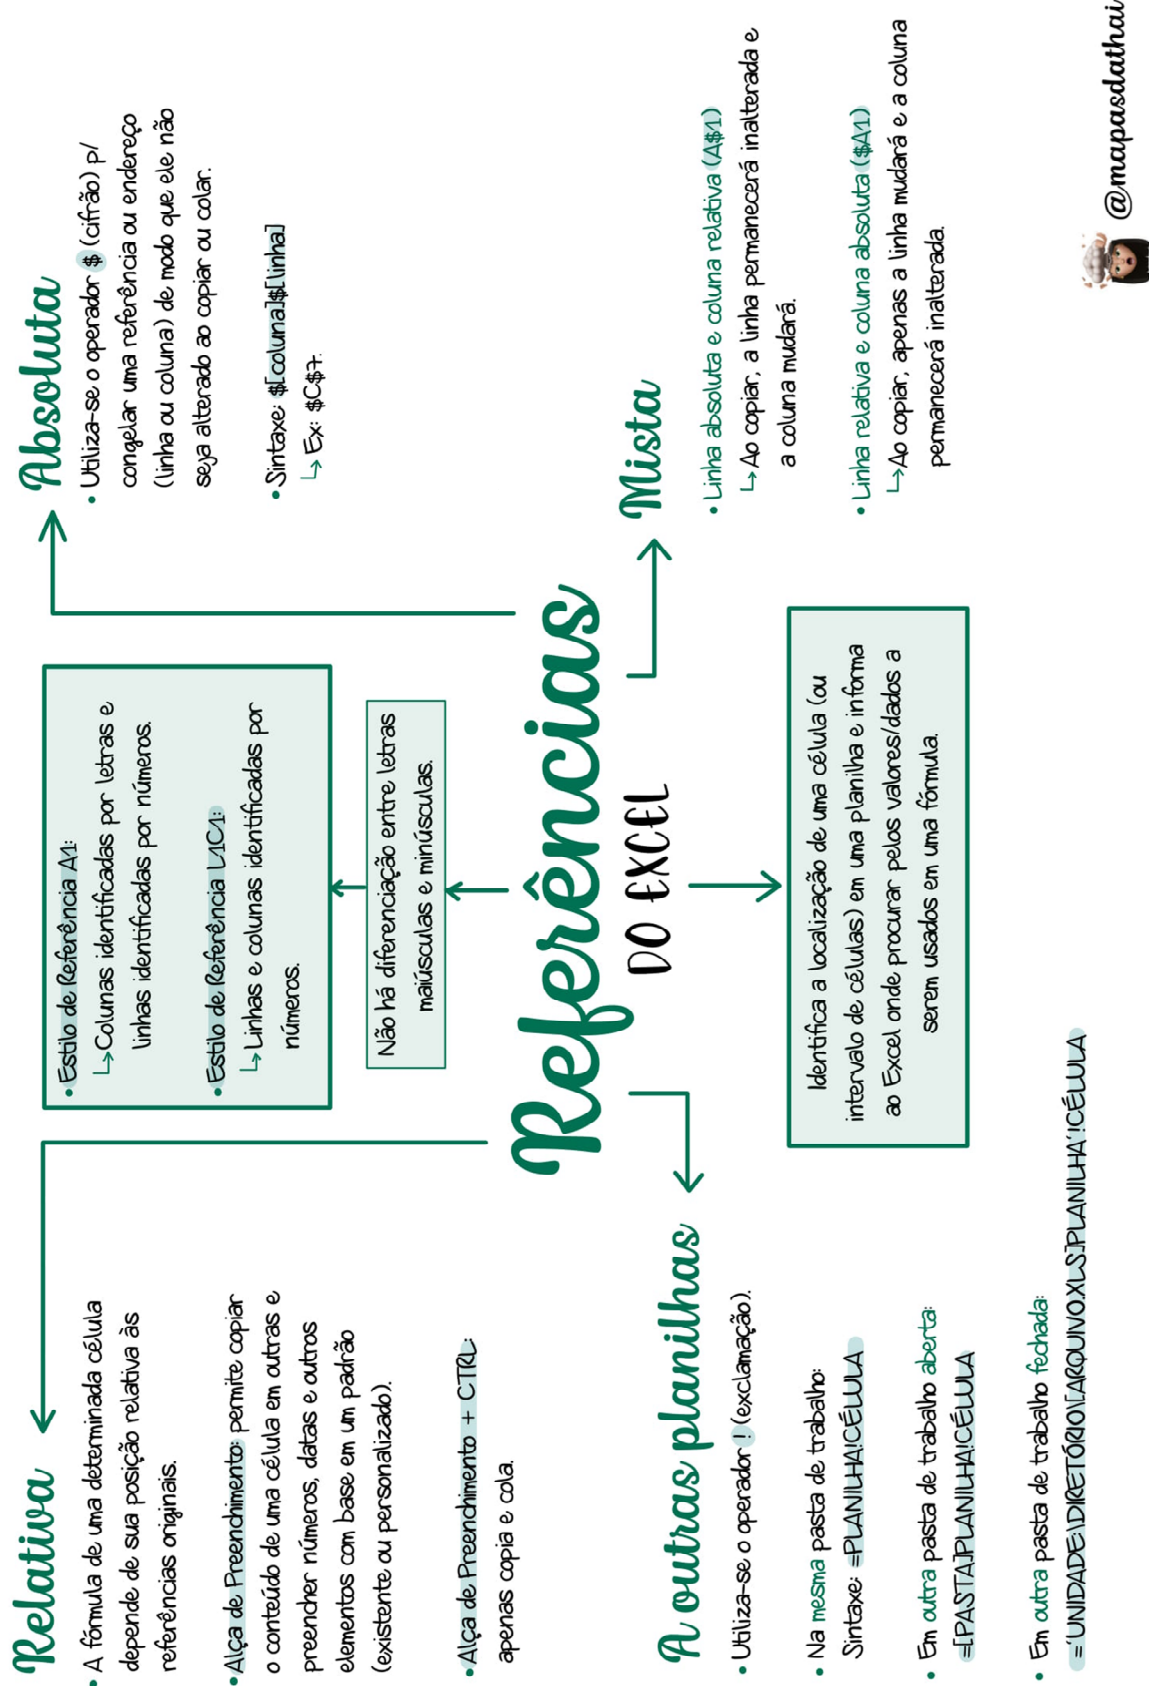 Referências
DO EXCEL
Relativa
• A fórmula de uma determinada célula
depende de sua posição relativa às
referências originais.
• Alça de Preenchimento: permite copiar
o conteúdo de uma célula em outras e
preencher números, datas e outros
elementos com base em um padrão
(existente ou personalizado).
• Alça de Preenchimento + CTRL:
apenas copia e cola.
• Estilo de Referência A1:
↳ Colunas identificadas por letras e
linhas identificadas por números.
• Estilo de Referência L1C1:
↳ Linhas e colunas identificadas por
números.
Não há diferenciação entre letras
maiúsculas e minúsculas.
Absoluta
• Utiliza-se o operador $ (cifrão) p/
congelar uma referência ou endereço
(linha ou coluna) de modo que ele não
seja alterado ao copiar ou colar.
• Sintaxe: $[coluna]$[linha]
↳ Ex: $C$7.
A outras planilhas
• Utiliza-se o operador ! (exclamação).
• Na mesma pasta de trabalho:
Sintaxe: =PLANILHA!CÉLULA
• Em outra pasta de trabalho aberta:
=[PASTA]PLANILHA!CÉLULA
• Em outra pasta de trabalho fechada:
='UNIDADE:\DIRETÓRIO\[ARQUIVO.XLS]PLANILHA'!CÉLULA
Identifica a localização de uma célula (ou
intervalo de células) em uma planilha e informa
ao Excel onde procurar pelos valores/dados a
serem usados em uma fórmula.
Mista
• Linha absoluta e coluna relativa (A$1)
↳ Ao copiar, a linha permanecerá inalterada e
a coluna mudará.
• Linha relativa e coluna absoluta ($A1)
↳ Ao copiar, apenas a linha mudará e a coluna
permanecerá inalterada.
@mapasdathai